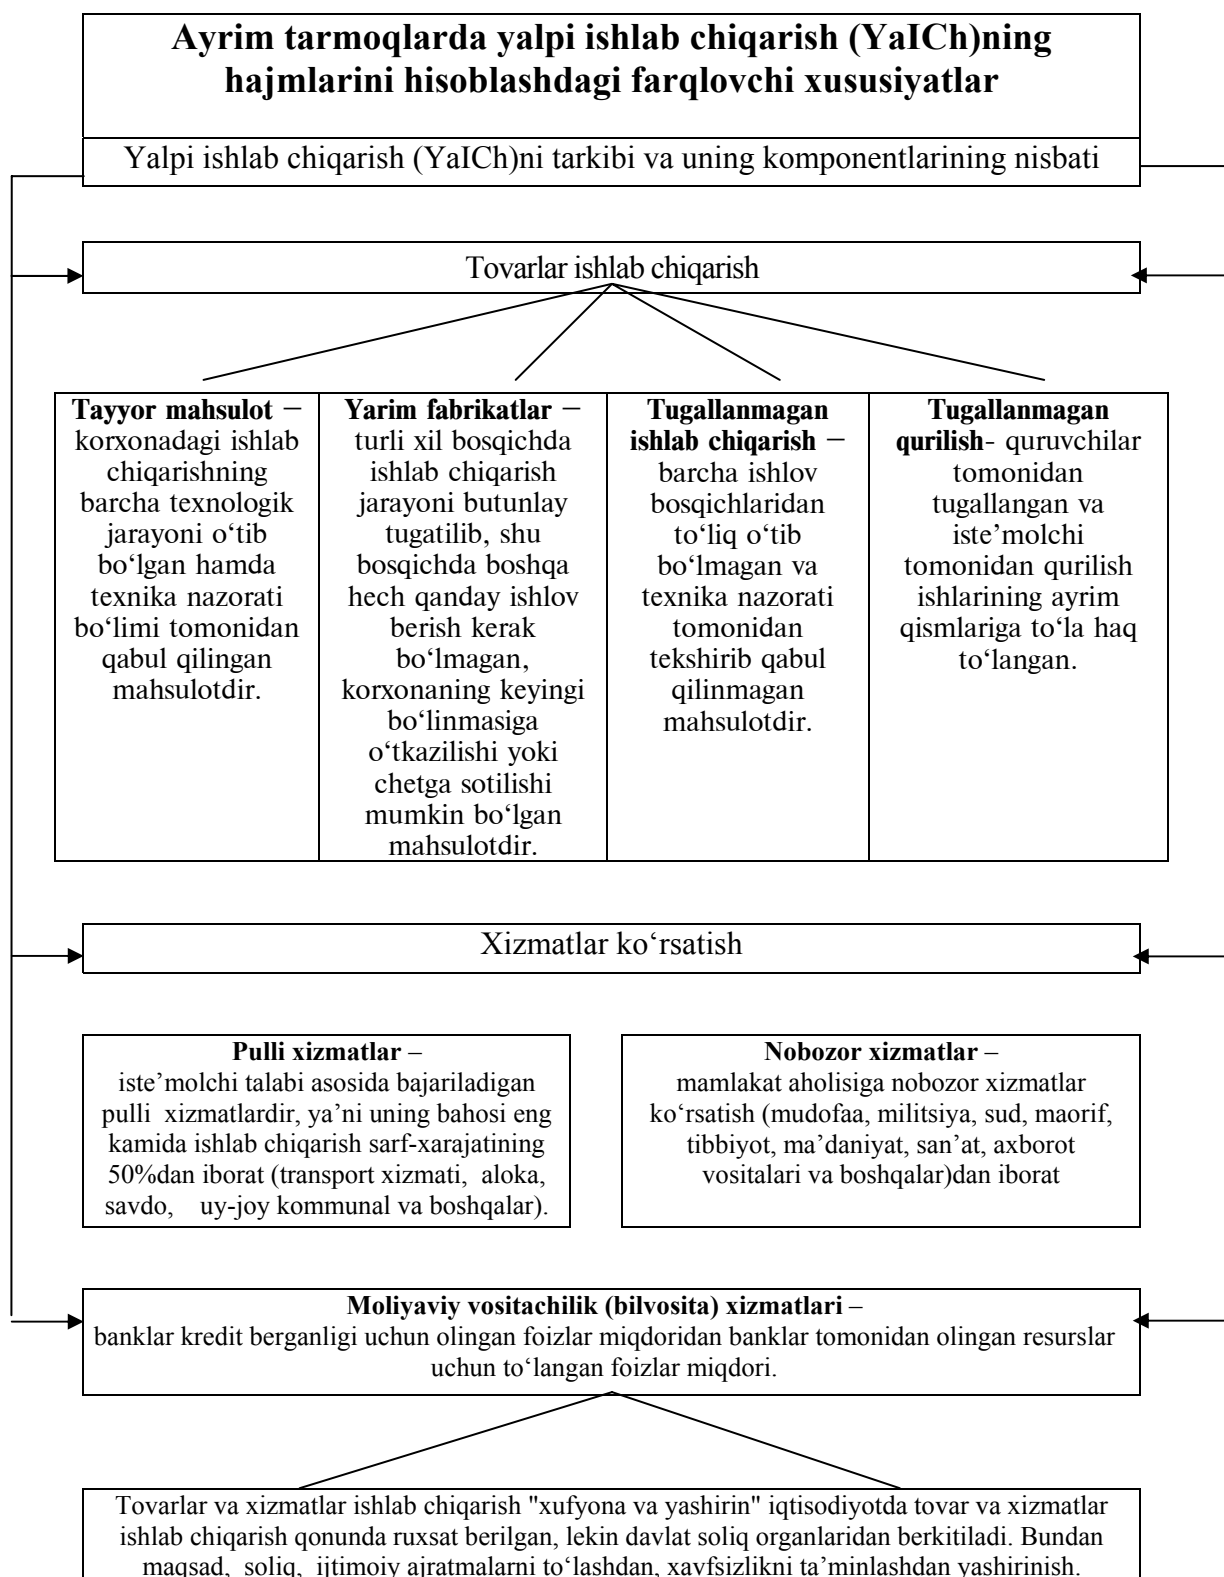 Ayrim tarmoqlarda yalpi ishlab chiqarish (YaICh)ning
hajmlarini hisoblashdagi farqlovchi xususiyatlar
Yalpi ishlab chiqarish (YaICh)ni tarkibi va uning komponentlarining nisbati
Tovarlar ishlab chiqarish
Tayyor mahsulot –
korxonadagi ishlab
chiqarishning
barcha texnologik
jarayoni o‘tib
bo‘lgan hamda
texnika nazorati
bo‘limi tomonidan
qabul qilingan
mahsulotdir.
Yarim fabrikatlar –
turli xil bosqichda
ishlab chiqarish
jarayoni butunlay
tugatilib, shu
bosqichda boshqa
hech qanday ishlov
berish kerak
bo‘lmagan,
korxonaning keyingi
bo‘linmasiga
o‘tkazilishi yoki
chetga sotilishi
mumkin bo‘lgan
mahsulotdir.
Tugallanmagan
ishlab chiqarish –
barcha ishlov
bosqichlaridan
to‘liq o‘tib
bo‘lmagan va
texnika nazorati
tomonidan
tekshirib qabul
qilinmagan
mahsulotdir.
Tugallanmagan
qurilish- quruvchilar
tomonidan
tugallangan va
iste’molchi
tomonidan qurilish
ishlarining ayrim
qismlariga to‘la haq
to‘langan.
Xizmatlar ko‘rsatish
Pulli xizmatlar –
iste’molchi talabi asosida bajariladigan
pulli xizmatlardir, ya’ni uning bahosi eng
kamida ishlab chiqarish sarf-xarajatining
50%dan iborat (transport xizmati, aloka,
savdo, uy-joy kommunal va boshqalar).
Nobozor xizmatlar –
mamlakat aholisiga nobozor xizmatlar
ko‘rsatish (mudofaa, militsiya, sud, maorif,
tibbiyot, ma’daniyat, san’at, axborot
vositalari va boshqalar)dan iborat
Moliyaviy vositachilik (bilvosita) xizmatlari –
banklar kredit berganligi uchun olingan foizlar miqdoridan banklar tomonidan olingan resurslar
uchun to‘langan foizlar miqdori.
Tovarlar va xizmatlar ishlab chiqarish "xufyona va yashirin" iqtisodiyotda tovar va xizmatlar
ishlab chiqarish qonunda ruxsat berilgan, lekin davlat soliq organlaridan berkitiladi. Bundan
maqsad, soliq, ijtimoiy ajratmalarni to‘lashdan, xavfsizlikni ta’minlashdan yashirinish.